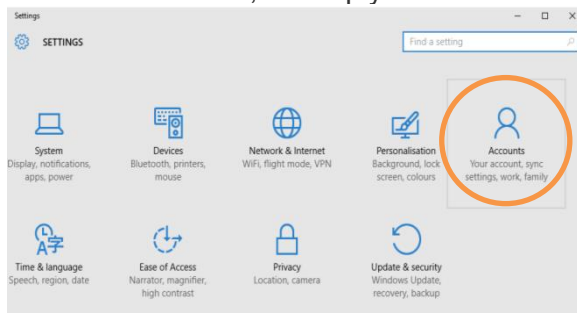 Settings
SETTINGS
Find a setting
System
Display, notifications,
apps, power
Devices
Bluetooth, printers,
mouse
Network & Internet
WiFi, flight mode, VPN
Personalisation
Background, lock
screen, colours
Accounts
Your account, sync
settings, work, family
Time & language
Speech, region, date
Ease of Access
Narrator, magnifier,
high contrast
Privacy
Location, camera
Update & security
Windows Update,
recovery, backup